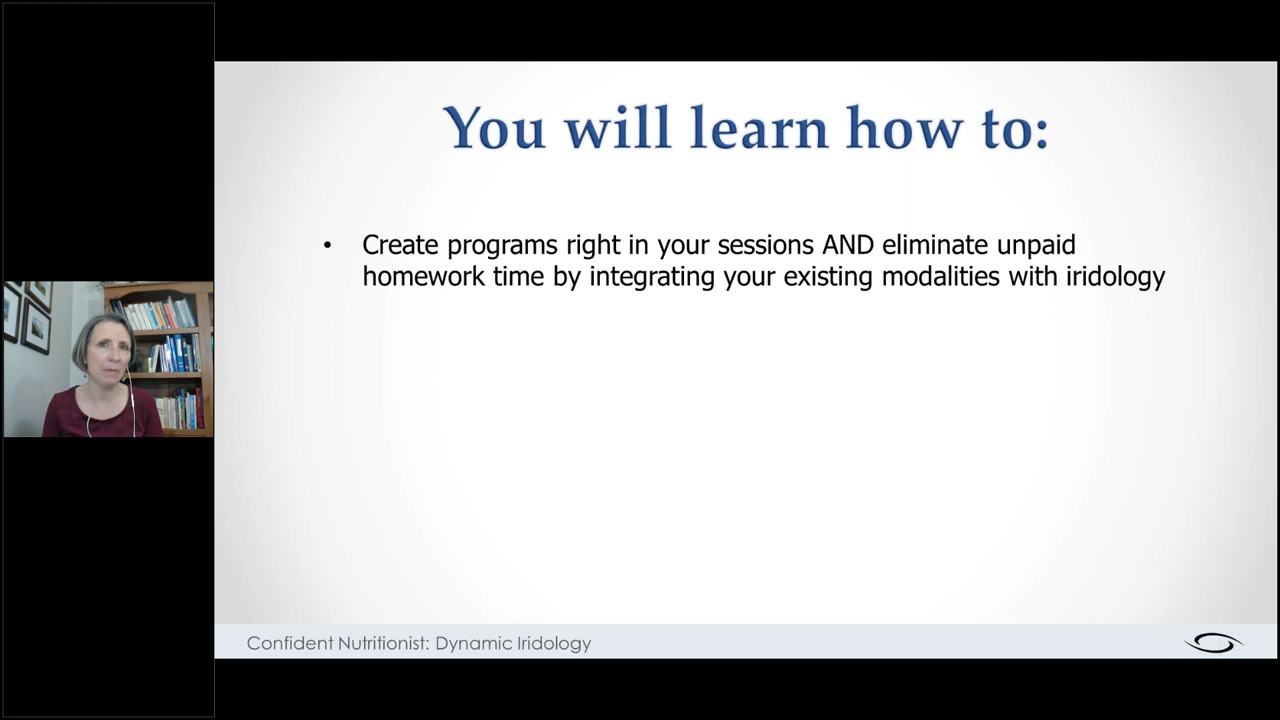 You will learn how to:
• Create programs right in your sessions AND eliminate unpaid
homework time by integrating your existing modalities with iridology
Confident Nutritionist: Dynamic Iridology